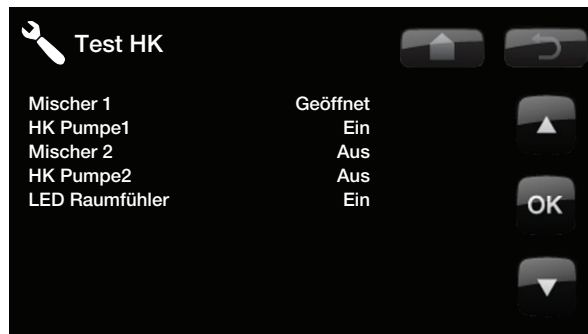 Test HK
Mischer 1 Geöffnet
HK Pumpe1 Ein
Mischer 2 Aus
HK Pumpe2 Aus
LED Raumfühler Ein
OK